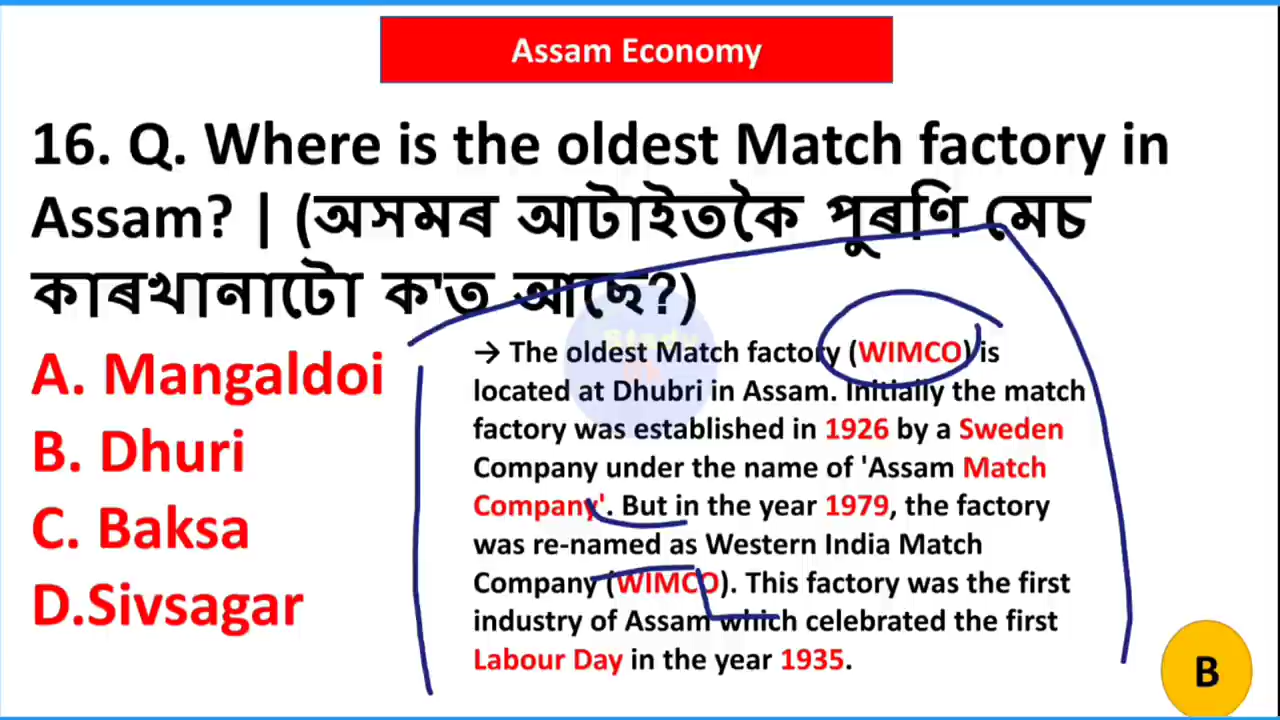 Assam Economy
16. Q. Where is the oldest Match factory in
Assam? | (অসমৰ আটাইতকৈ পুৰণি মেচ
কাৰখানাটো ক'ত আছে?)
A. Mangaldoi
B. Dhuri
C. Baksa
D.Sivsagar
→ The oldest Match factory (WIMCO) is
located at Dhubri in Assam. Initially the match
factory was established in 1926 by a Sweden
Company under the name of 'Assam Match
Company'. But in the year 1979, the factory
was re-named as Western India Match
Company (WIMCO). This factory was the first
industry of Assam which celebrated the first
Labour Day in the year 1935.
B